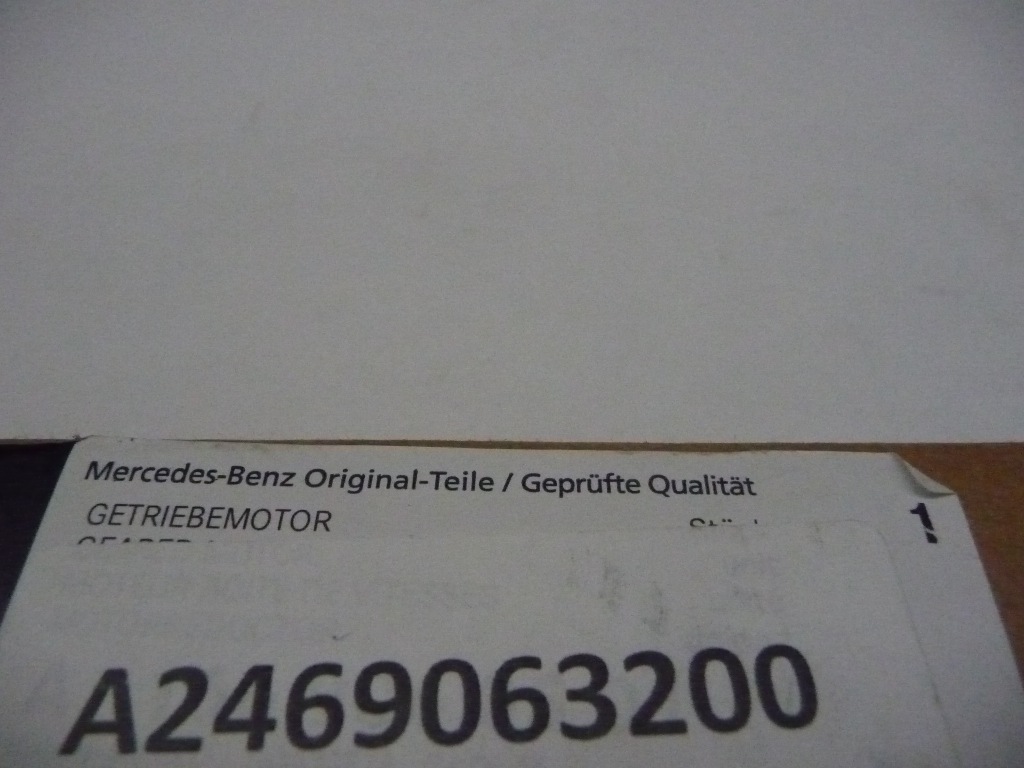 Mercedes-Benz Original-Teile / Geprüfte Qualität
GETRIEBEMOTOR
1
A2469063200